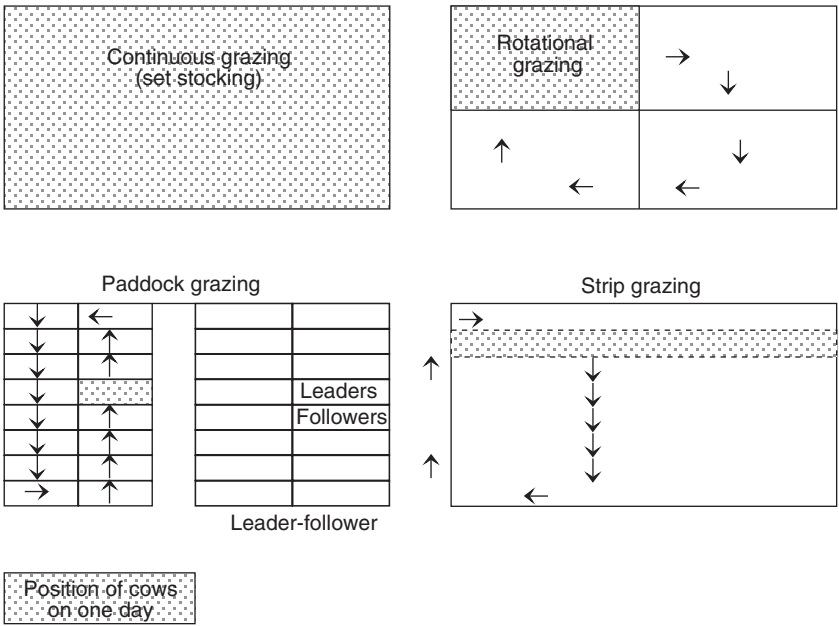 Continuous grazing
(set stocking)
Rotational
grazing
Paddock grazing
Strip grazing
Leaders
Followers
Leader-follower
Position of cows
on one day